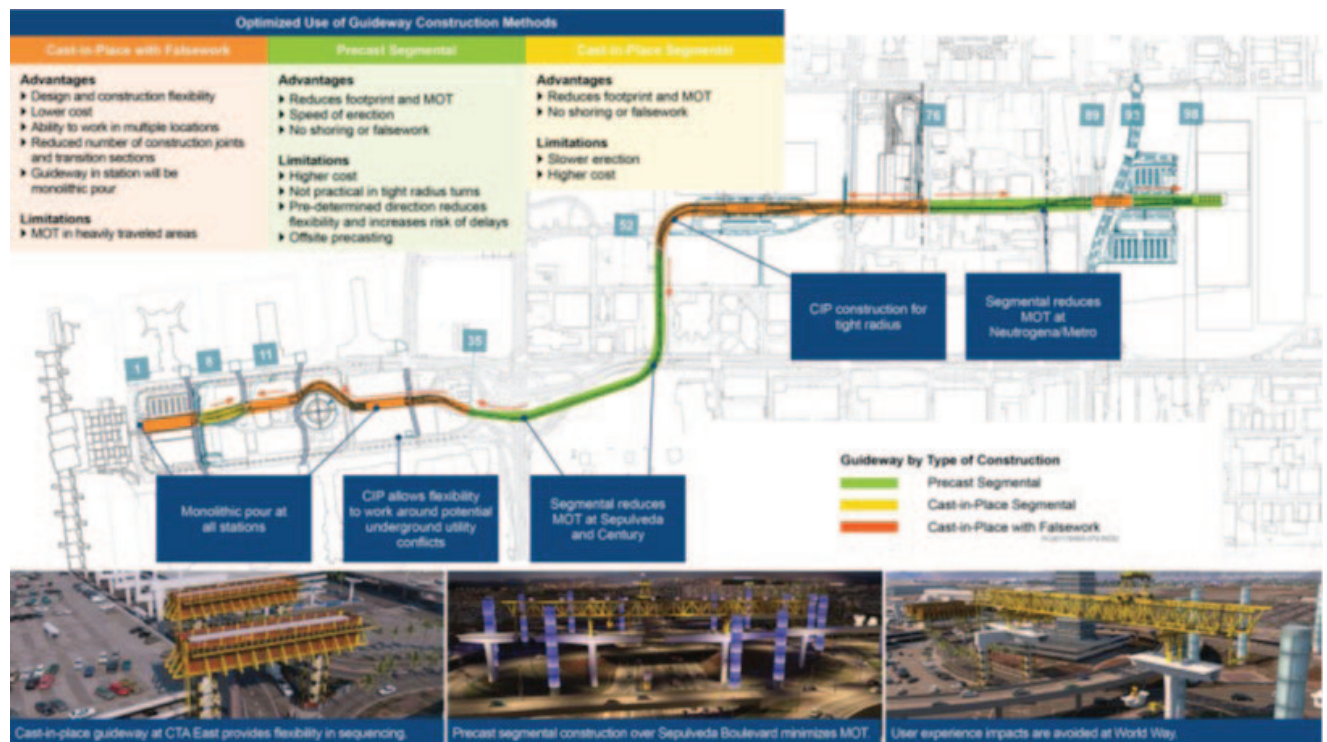 Optimized Use of Guideway Construction Methods
Cast-in-Place with Falsework
Advantages
Design and construction flexibility
Lower cost
Ability to work in multiple locations
Reduced number of construction joints
and transition sections
Guideway in station will be
monolithic pour
Limitations
MOT in heavily traveled areas
Precast Segmental
Advantages
Reduces footprint and MOT
Speed of erection
No shoring or falsework
Limitations
Higher cost
Not practical in tight radius turns
Pre-determined direction reduces
flexibility and increases risk of delays
Offsite precasting
Cast-in-Place Segmental
Advantages
Reduces footprint and MOT
No shoring or falsework
Limitations
Slower erection
Higher cost
76
89
93
98
52
CIP construction for
tight radius
Segmental reduces
MOT at
Neutrogena/Metro
1
11
35
Monolithic pour at
all stations
CIP allows flexibility
to work around potential
underground utility
conflicts
Segmental reduces
MOT at Sepulveda
and Century
Guideway by Type of Construction
Precast Segmental
Cast-in-Place Segmental
Cast-in-Place with Falsework
Cast-in-place guideway at CTA East provides flexibility in sequencing.
Precast segmental construction over Sepulveda Boulevard minimizes MOT.
User experience impacts are avoided at World Way.